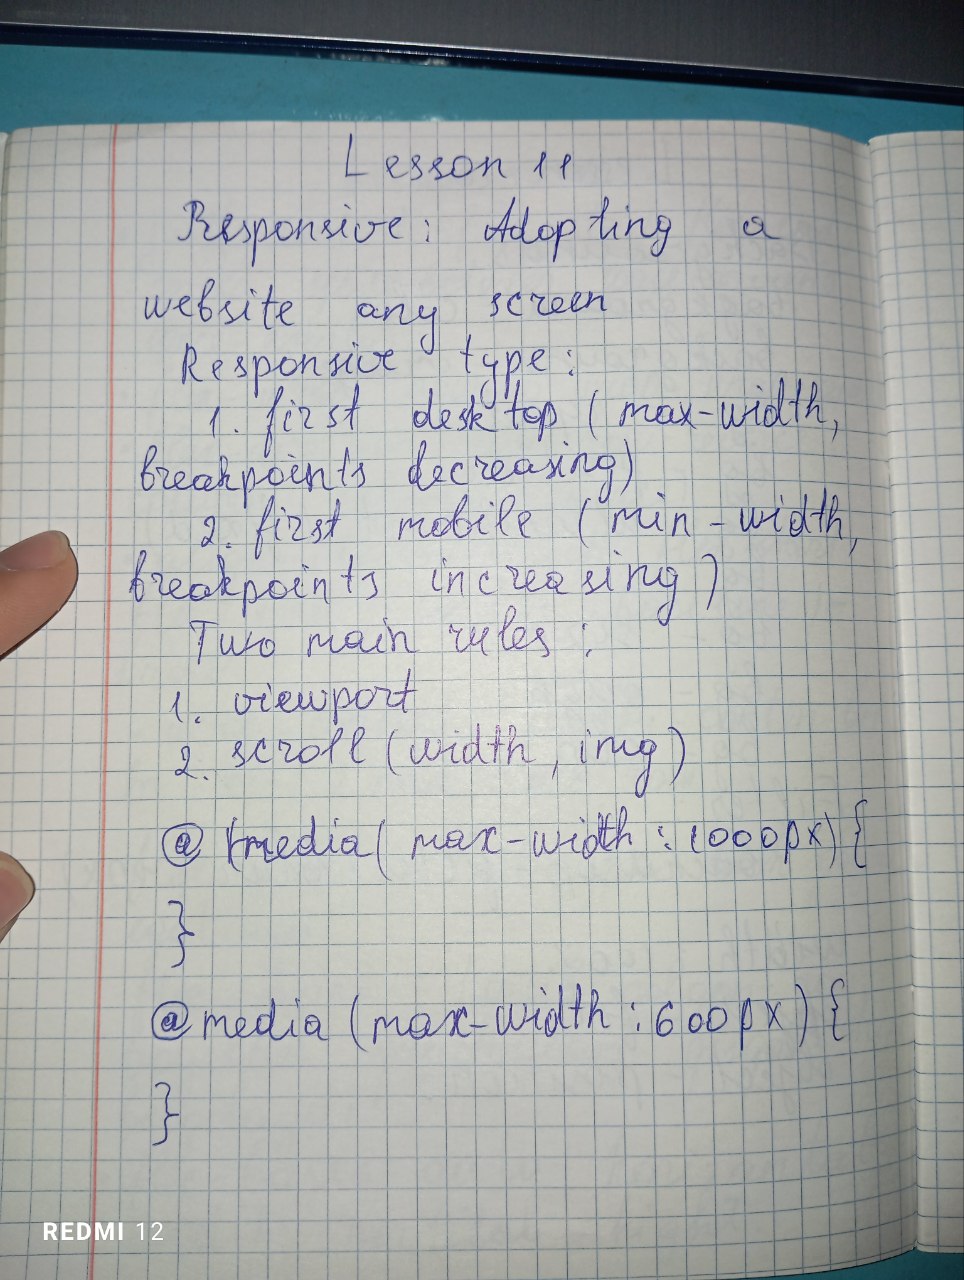 Lesson 11
Responsive: Adopting a
website any screen
Responsive type:
1. first desktop (max-width,
breakpoints decreasing)
2. first mobile (min-width,
breakpoints increasing)
Two main rules:
1. viewport
2. scroll (width, img)
@media(max-width:1000px){
}
@media (max-width:600px){
}
REDMI 12